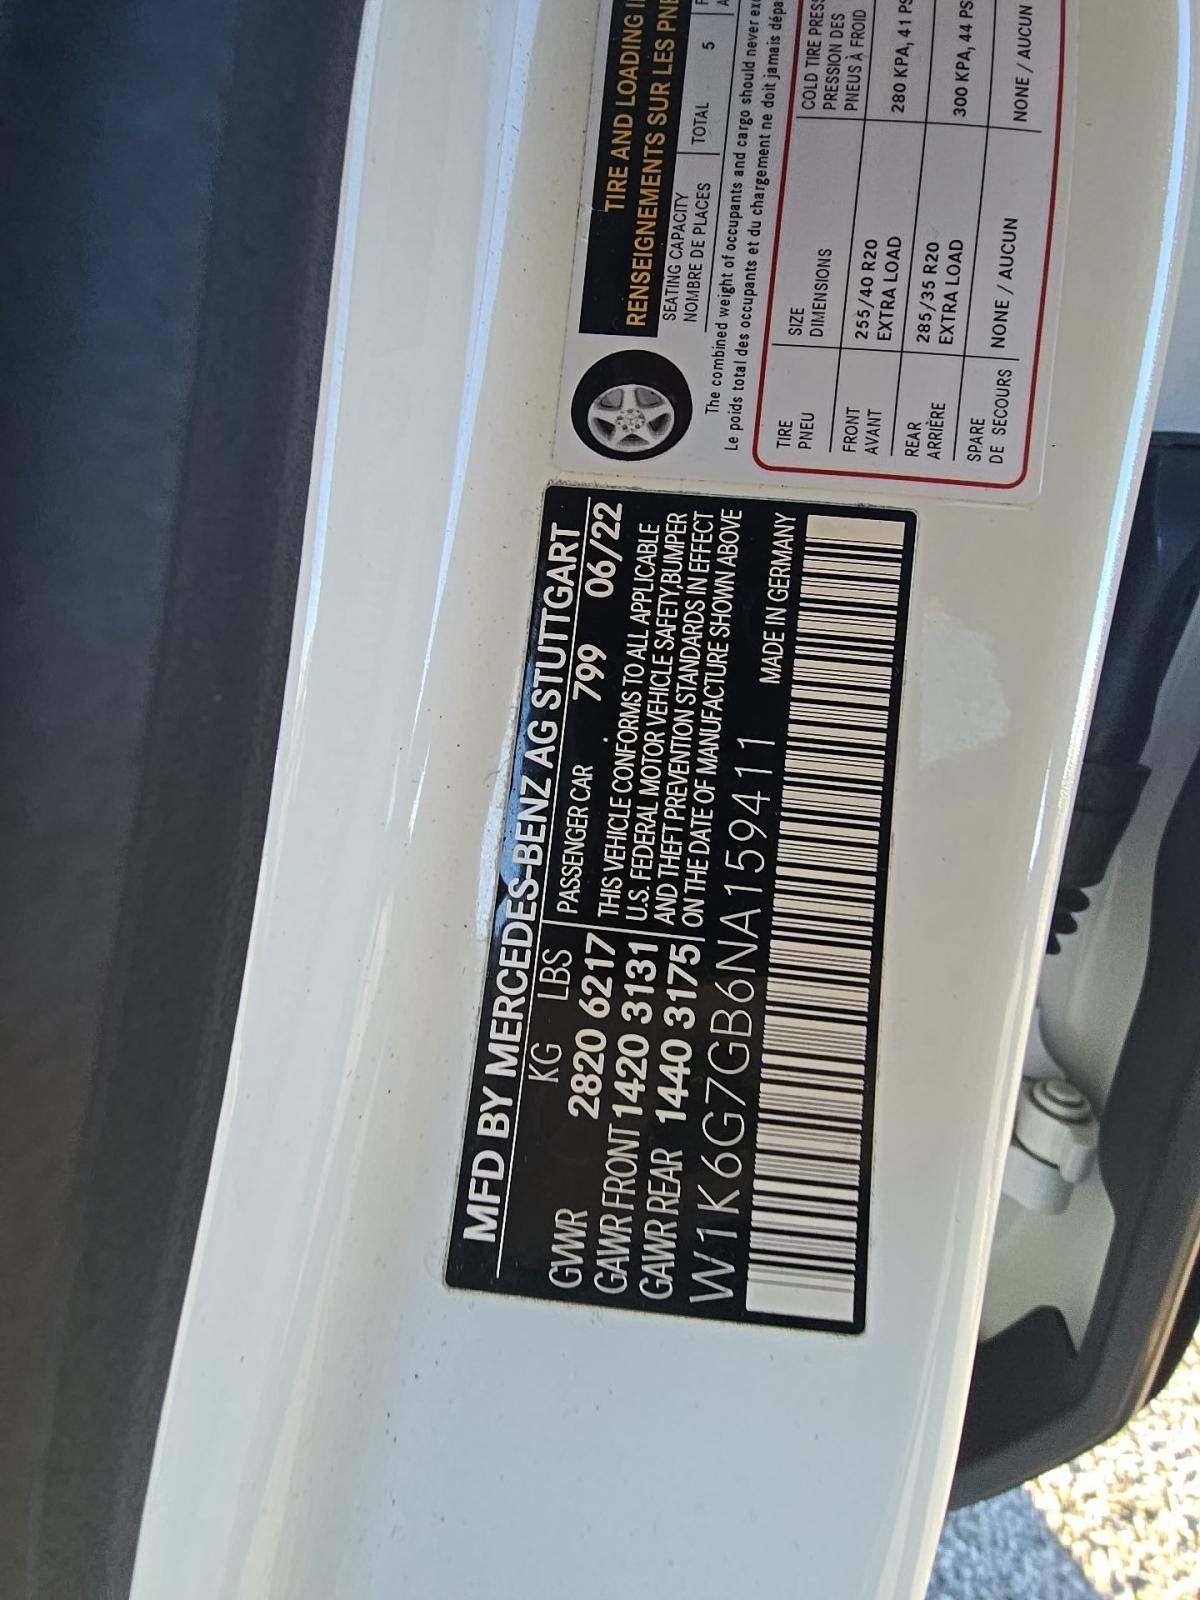 MFD BY MERCEDES-BENZ AG STUTTGART
KG LBS PASSENGER CAR 799 06/22
GVWR 2820 6217 THIS VEHICLE CONFORMS TO ALL APPLICABLE
GAWR FRONT 1420 3131 U.S. FEDERAL MOTOR VEHICLE SAFETY,BUMPER
GAWR REAR 1440 3175 AND THEFT PREVENTION STANDARDS IN EFFECT
ON THE DATE OF MANUFACTURE SHOWN ABOVE
W1K6G7GB6NA159411 MADE IN GERMANY
TIRE AND LOADING
RENSEIGNEMENTS SUR LES
SEATING CAPACITY
NOMBRE DE PLACES
TOTAL 5
The combined weight of occupants and cargo should never
Le poids total des occupants et du chargement ne doit jamais
TIRE SIZE COLD TIRE
PNEU DIMENSIONS PRESSION DES
PNEUS À FROID
FRONT 255/40 R20 280 KPA, 41
AVANT EXTRA LOAD
REAR 285/35 R20 300 KPA, 44
ARRIÈRE EXTRA LOAD
SPARE NONE / AUCUN NONE / AUCUN
DE SECOURS